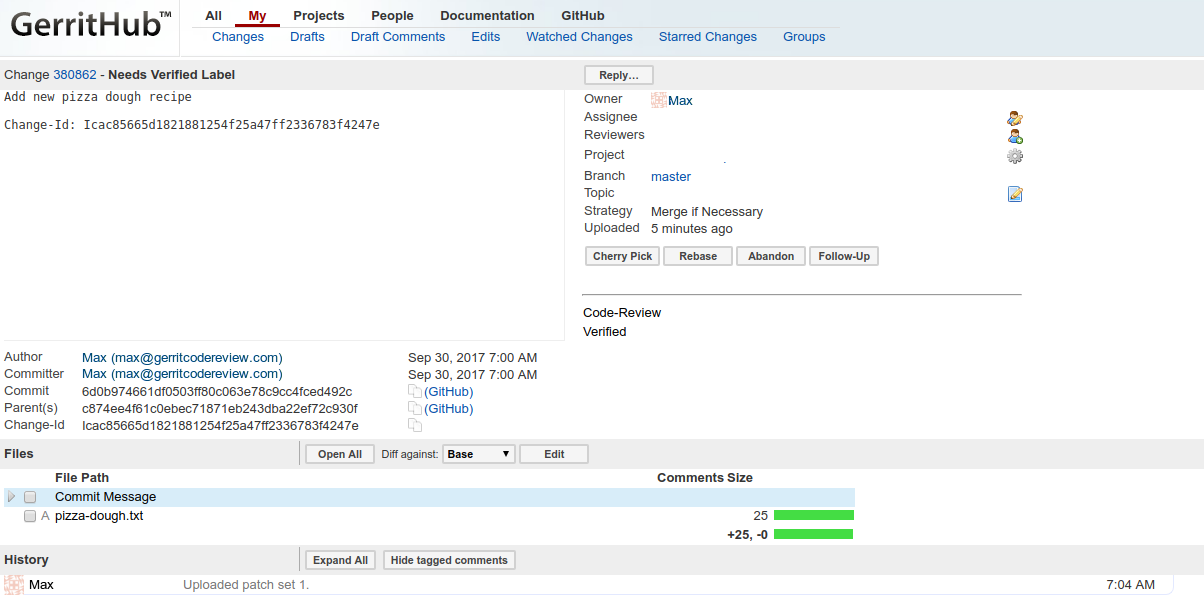 GerritHub™
All My Projects People Documentation GitHub
Changes Drafts Draft Comments Edits Watched Changes Starred Changes Groups
Change 380862 - Needs Verified Label
Reply…
Add new pizza dough recipe
Change-Id: Icac85665d1821881254f25a47ff2336783f4247e
Owner Max
Assignee
Reviewers
Project
Branch master
Topic
Strategy Merge if Necessary
Uploaded 5 minutes ago
Cherry Pick Rebase Abandon Follow-Up
Code-Review
Verified
Author Max (max@gerritcodereview.com) Sep 30, 2017 7:00 AM
Committer Max (max@gerritcodereview.com) Sep 30, 2017 7:00 AM
Commit 6d0b974661df0503ff80c063e78c9cc4fced492c (GitHub)
Parent(s) c874ee4f61c0ebec71871eb243dba22ef72c930f (GitHub)
Change-Id Icac85665d1821881254f25a47ff2336783f4247e
Files Open All Diff against: Base Edit
File Path Comments Size
Commit Message
A pizza-dough.txt 25
+25, -0
History Expand All Hide tagged comments
Max Uploaded patch set 1. 7:04 AM